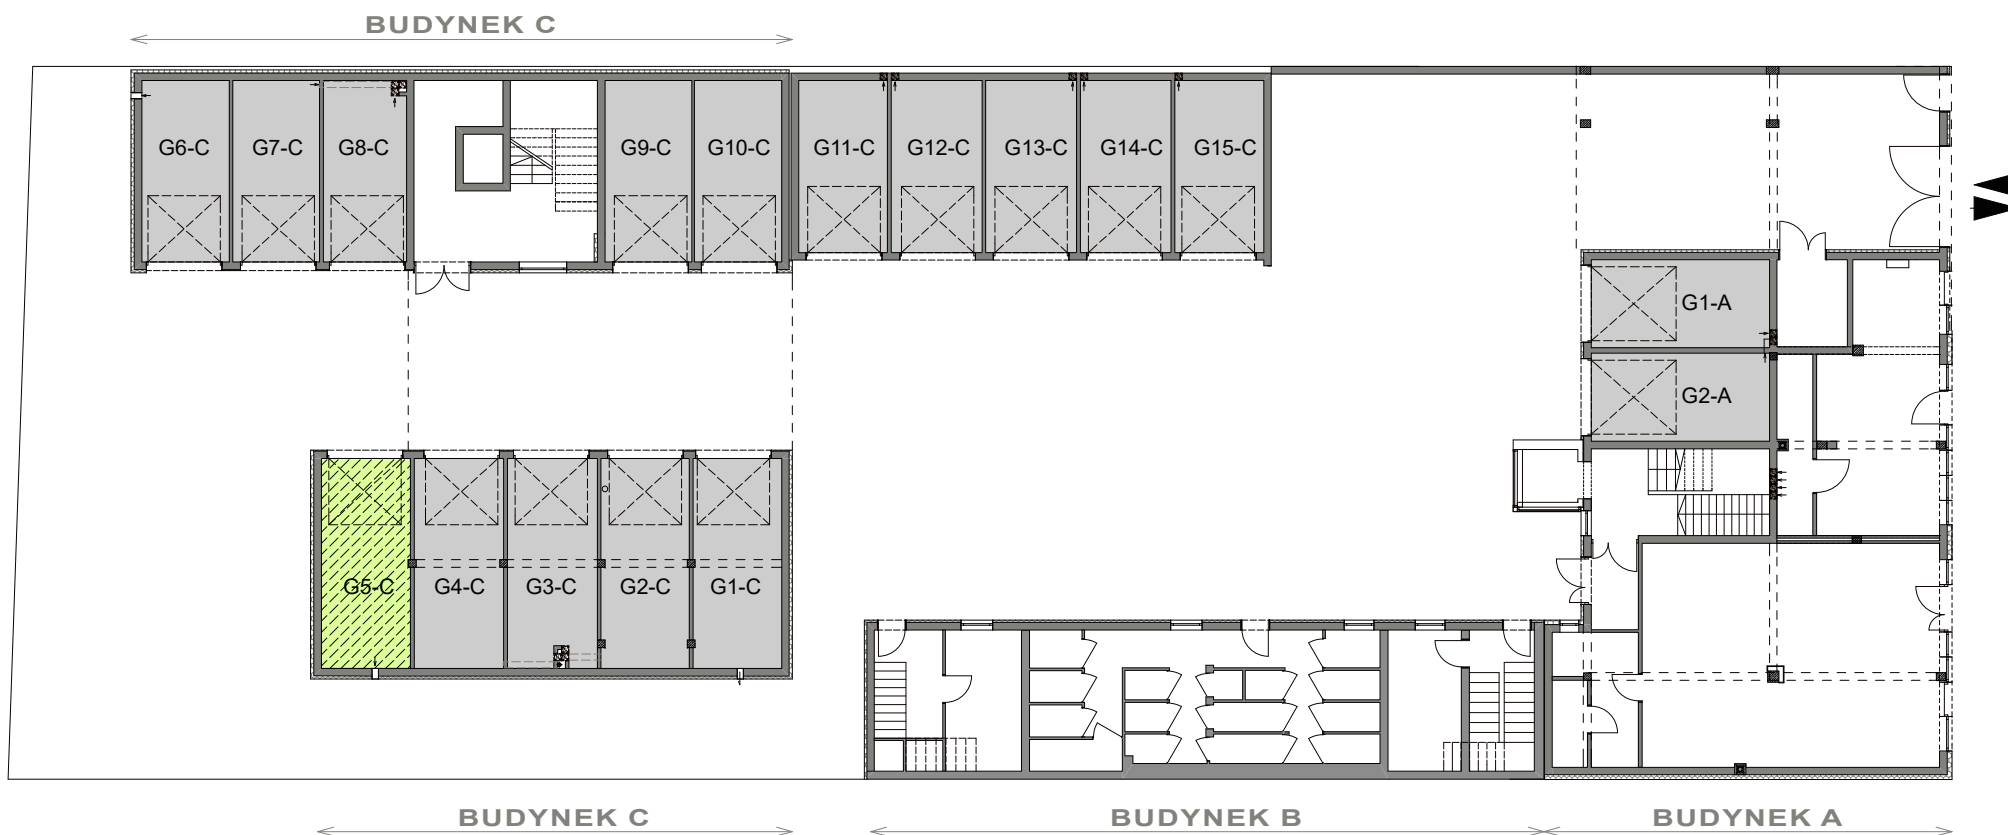 BUDYNEK C
G6-C G7-C G8-C G9-C G10-C G11-C G12-C G13-C G14-C G15-C
G1-A
G2-A
G5-C G4-C G3-C G2-C G1-C
BUDYNEK C BUDYNEK B BUDYNEK A